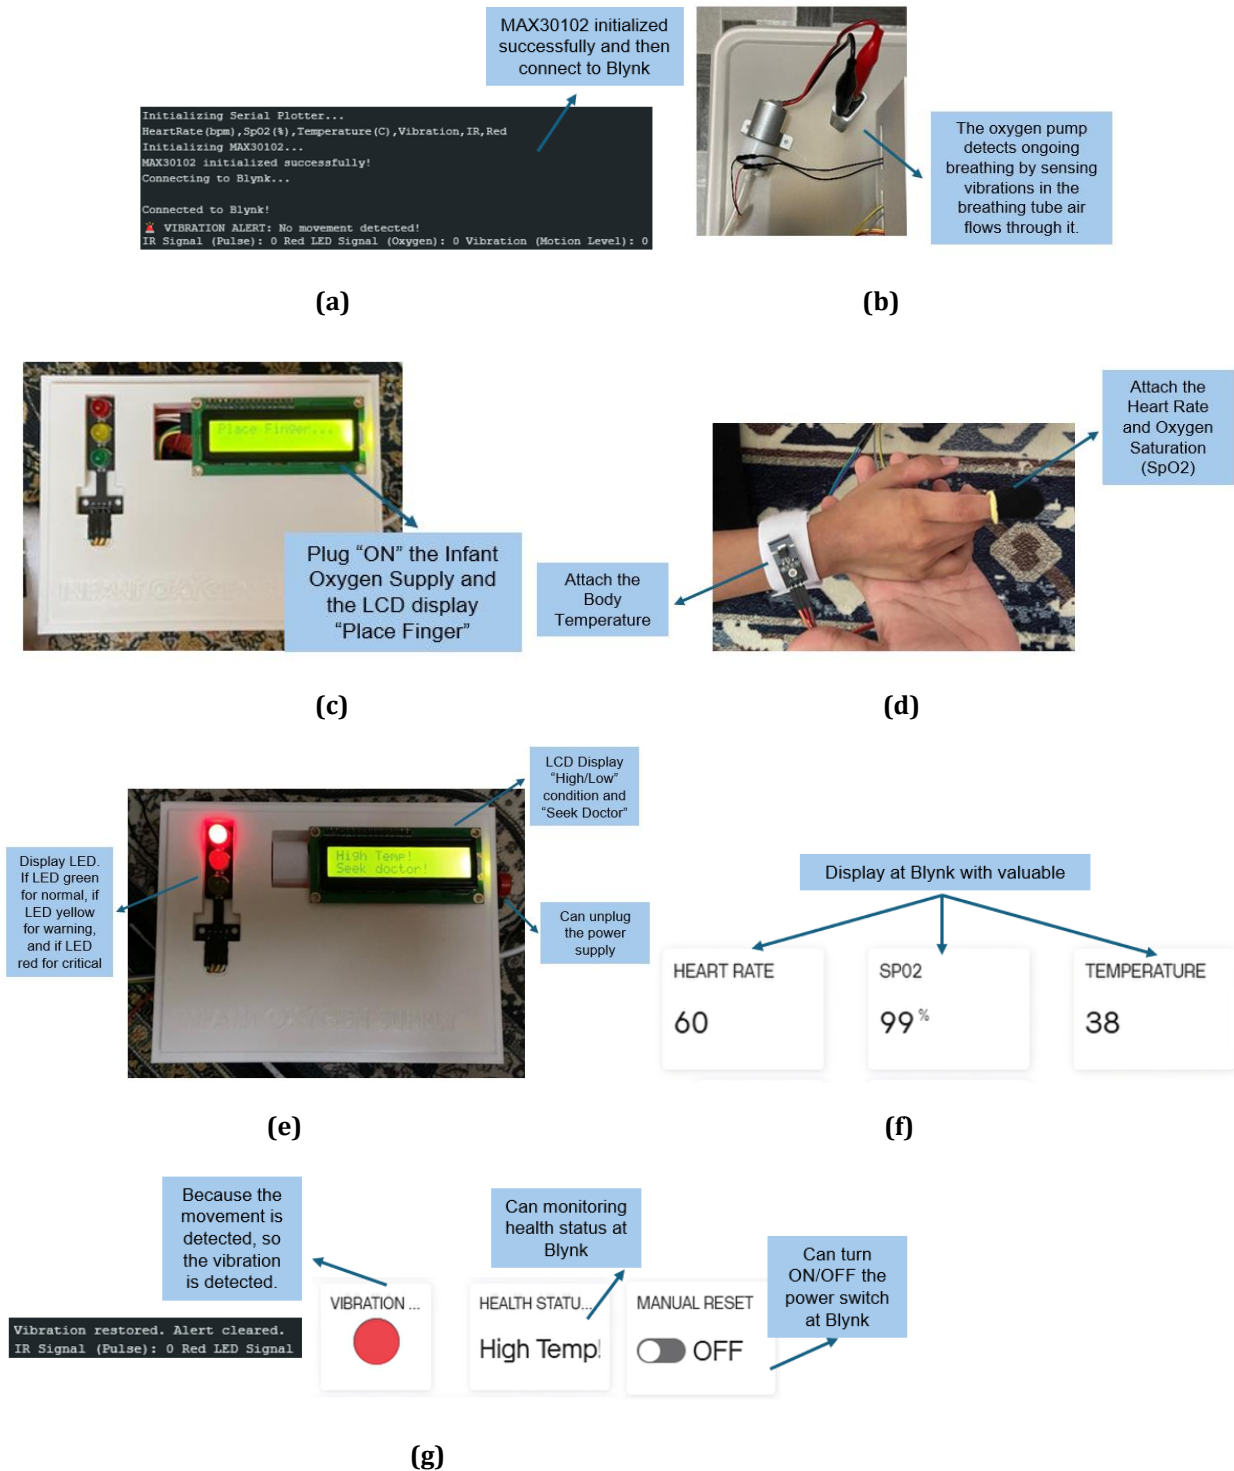 MAX30102 initialized
successfully and then
connect to Blynk
Initializing Serial Plotter...
HeartRate(bpm),SpO2(%),Temperature(C),Vibration,IR,Red
Initializing MAX30102...
MAX30102 initialized successfully!
Connecting to Blynk...
Connected to Blynk!
🚨 VIBRATION ALERT: No movement detected!
IR Signal (Pulse): 0 Red LED Signal (Oxygen): 0 Vibration (Motion Level): 0
(a)
The oxygen pump
detects ongoing
breathing by sensing
vibrations in the
breathing tube air
flows through it.
(b)
Place Finger...
INFANT OXYGEN
Plug “ON” the Infant
Oxygen Supply and
the LCD display
“Place Finger”
(c)
Attach the
Heart Rate
and Oxygen
Saturation
(SpO2)
Attach the
Body
Temperature
(d)
LCD Display
“High/Low”
condition and
“Seek Doctor”
Display LED.
If LED green
for normal, if
LED yellow
for warning,
and if LED
red for critical
High Temp!
Seek doctor!
INFANT OXYGEN SUPPLY
Can unplug
the power
supply
(e)
Display at Blynk with valuable
HEART RATE
60
SP02
99 %
TEMPERATURE
38
(f)
Because the
movement is
detected, so
the vibration
is detected.
Can monitoring
health status at
Blynk
Can turn
ON/OFF the
power switch
at Blynk
Vibration restored. Alert cleared.
IR Signal (Pulse): 0 Red LED Signal
VIBRATION ...
HEALTH STATU...
High Temp!
MANUAL RESET
OFF
(g)